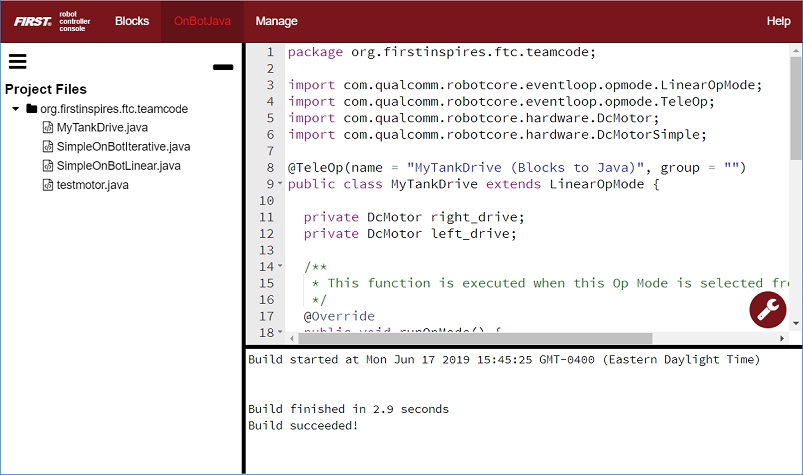 FIRST. robot controller console Blocks OnBotJava Manage Help
Project Files
org.firstinspires.ftc.teamcode
MyTankDrive.java
SimpleOnBotIterative.java
SimpleOnBotLinear.java
testmotor.java
1 package org.firstinspires.ftc.teamcode;
2
3 import com.qualcomm.robotcore.eventloop.opmode.LinearOpMode;
4 import com.qualcomm.robotcore.eventloop.opmode.TeleOp;
5 import com.qualcomm.robotcore.hardware.DcMotor;
6 import com.qualcomm.robotcore.hardware.DcMotorSimple;
7
8 @TeleOp(name = "MyTankDrive (Blocks to Java)", group = "")
9 public class MyTankDrive extends LinearOpMode {
10
11 private DcMotor right_drive;
12 private DcMotor left_drive;
13
14 /**
15 * This function is executed when this Op Mode is selected fr
16 */
17 @Override
18 public void runOpMode() {
Build started at Mon Jun 17 2019 15:45:25 GMT-0400 (Eastern Daylight Time)
Build finished in 2.9 seconds
Build succeeded!